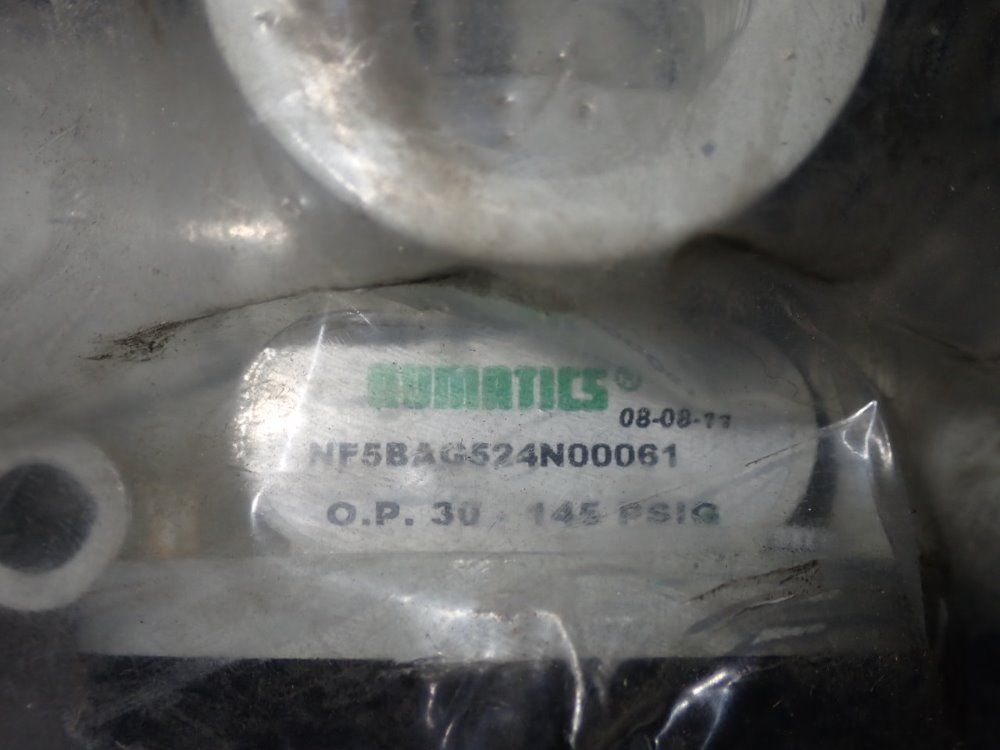 NUMATICS®
08-08-11
NF5BAG524N00061
O.P. 30 - 145 PSIG